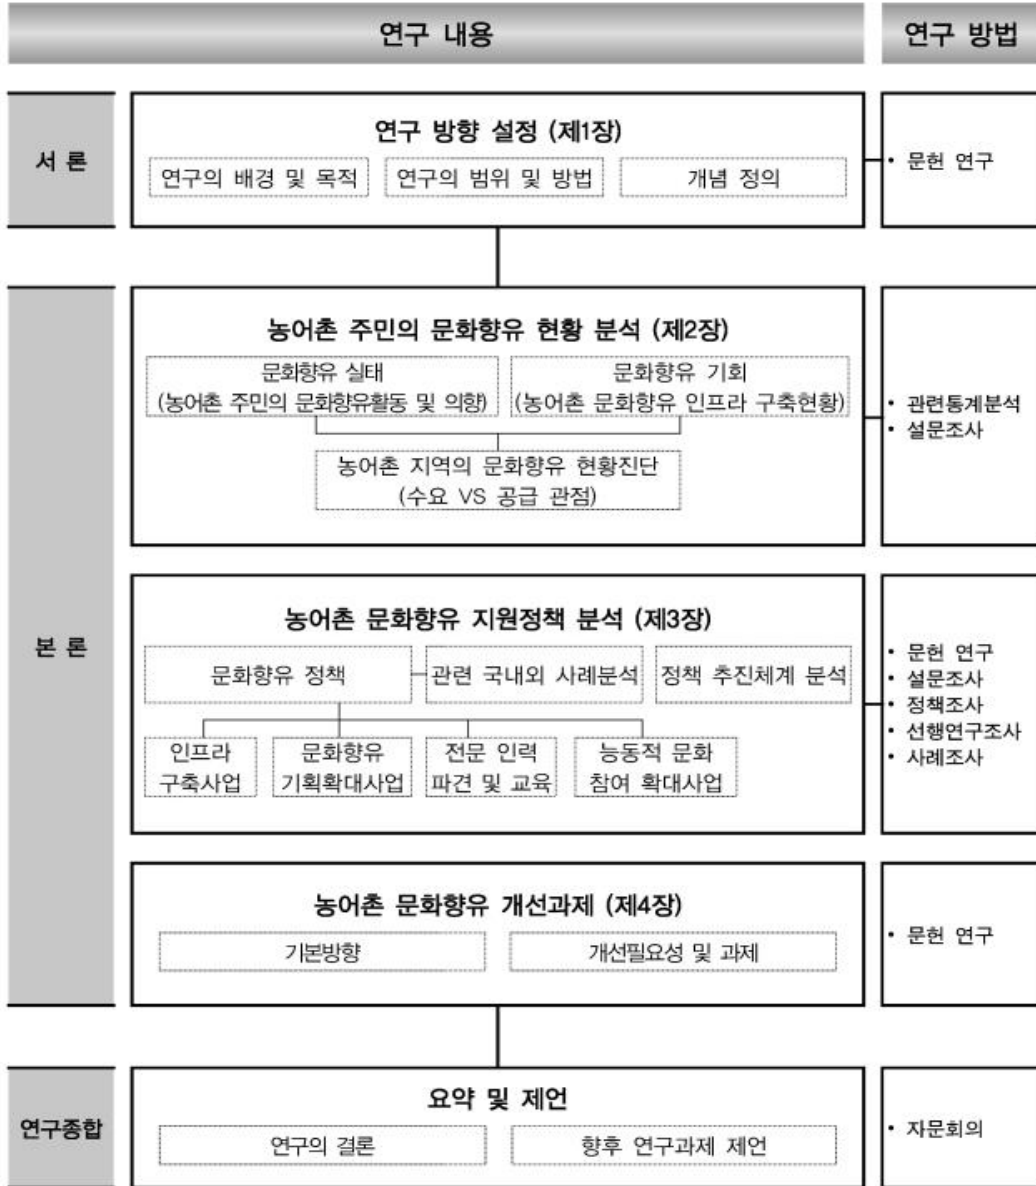 연구 내용
연구 방법
서 론
연구 방향 설정 (제1장)
연구의 배경 및 목적
연구의 범위 및 방법
개념 정의
• 문헌 연구
본 론
농어촌 주민의 문화향유 현황 분석 (제2장)
문화향유 실태
(농어촌 주민의 문화향유활동 및 의향)
문화향유 기회
(농어촌 문화향유 인프라 구축현황)
농어촌 지역의 문화향유 현황진단
(수요 VS 공급 관점)
• 관련통계분석
• 설문조사
농어촌 문화향유 지원정책 분석 (제3장)
문화향유 정책
관련 국내외 사례분석
정책 추진체계 분석
인프라
구축사업
문화향유
기획확대사업
전문 인력
파견 및 교육
능동적 문화
참여 확대사업
• 문헌 연구
• 설문조사
• 정책조사
• 선행연구조사
• 사례조사
농어촌 문화향유 개선과제 (제4장)
기본방향
개선필요성 및 과제
• 문헌 연구
연구종합
요약 및 제언
연구의 결론
향후 연구과제 제언
• 자문회의